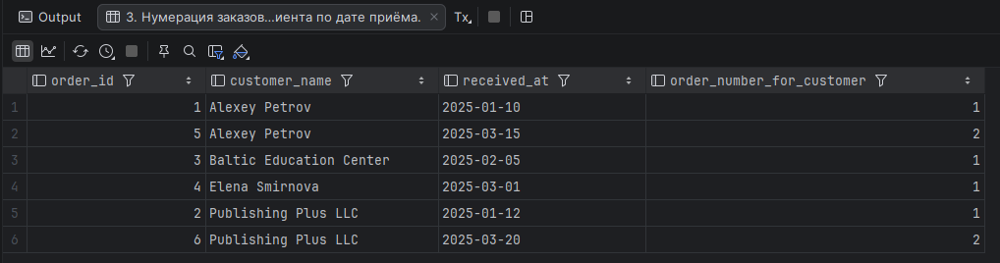 Output
3. Нумерация заказов...иента по дате приёма.
Tx
order_id customer_name received_at order_number_for_customer
1 1 Alexey Petrov 2025-01-10 1
2 5 Alexey Petrov 2025-03-15 2
3 3 Baltic Education Center 2025-02-05 1
4 4 Elena Smirnova 2025-03-01 1
5 2 Publishing Plus LLC 2025-01-12 1
6 6 Publishing Plus LLC 2025-03-20 2